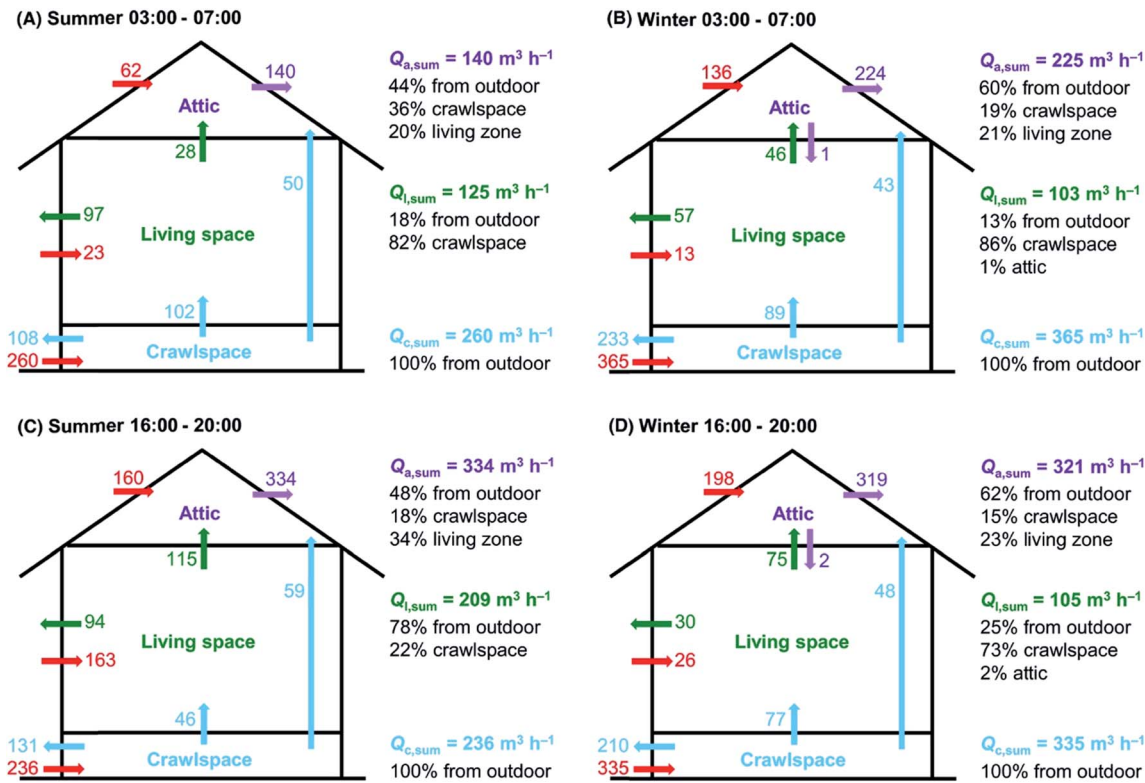 (A) Summer 03:00 - 07:00
62
140
Attic
28
50
97
Living space
23
102
108
Crawlspace
260
Qa,sum = 140 m³ h⁻¹
44% from outdoor
36% crawlspace
20% living zone
Ql,sum = 125 m³ h⁻¹
18% from outdoor
82% crawlspace
Qc,sum = 260 m³ h⁻¹
100% from outdoor
(B) Winter 03:00 - 07:00
136
224
Attic
46
1
43
57
Living space
13
89
233
Crawlspace
365
Qa,sum = 225 m³ h⁻¹
60% from outdoor
19% crawlspace
21% living zone
Ql,sum = 103 m³ h⁻¹
13% from outdoor
86% crawlspace
1% attic
Qc,sum = 365 m³ h⁻¹
100% from outdoor
(C) Summer 16:00 - 20:00
160
334
Attic
115
59
94
Living space
163
46
131
Crawlspace
236
Qa,sum = 334 m³ h⁻¹
48% from outdoor
18% crawlspace
34% living zone
Ql,sum = 209 m³ h⁻¹
78% from outdoor
22% crawlspace
Qc,sum = 236 m³ h⁻¹
100% from outdoor
(D) Winter 16:00 - 20:00
198
319
Attic
75
2
48
30
Living space
26
77
210
Crawlspace
335
Qa,sum = 321 m³ h⁻¹
62% from outdoor
15% crawlspace
23% living zone
Ql,sum = 105 m³ h⁻¹
25% from outdoor
73% crawlspace
2% attic
Qc,sum = 335 m³ h⁻¹
100% from outdoor